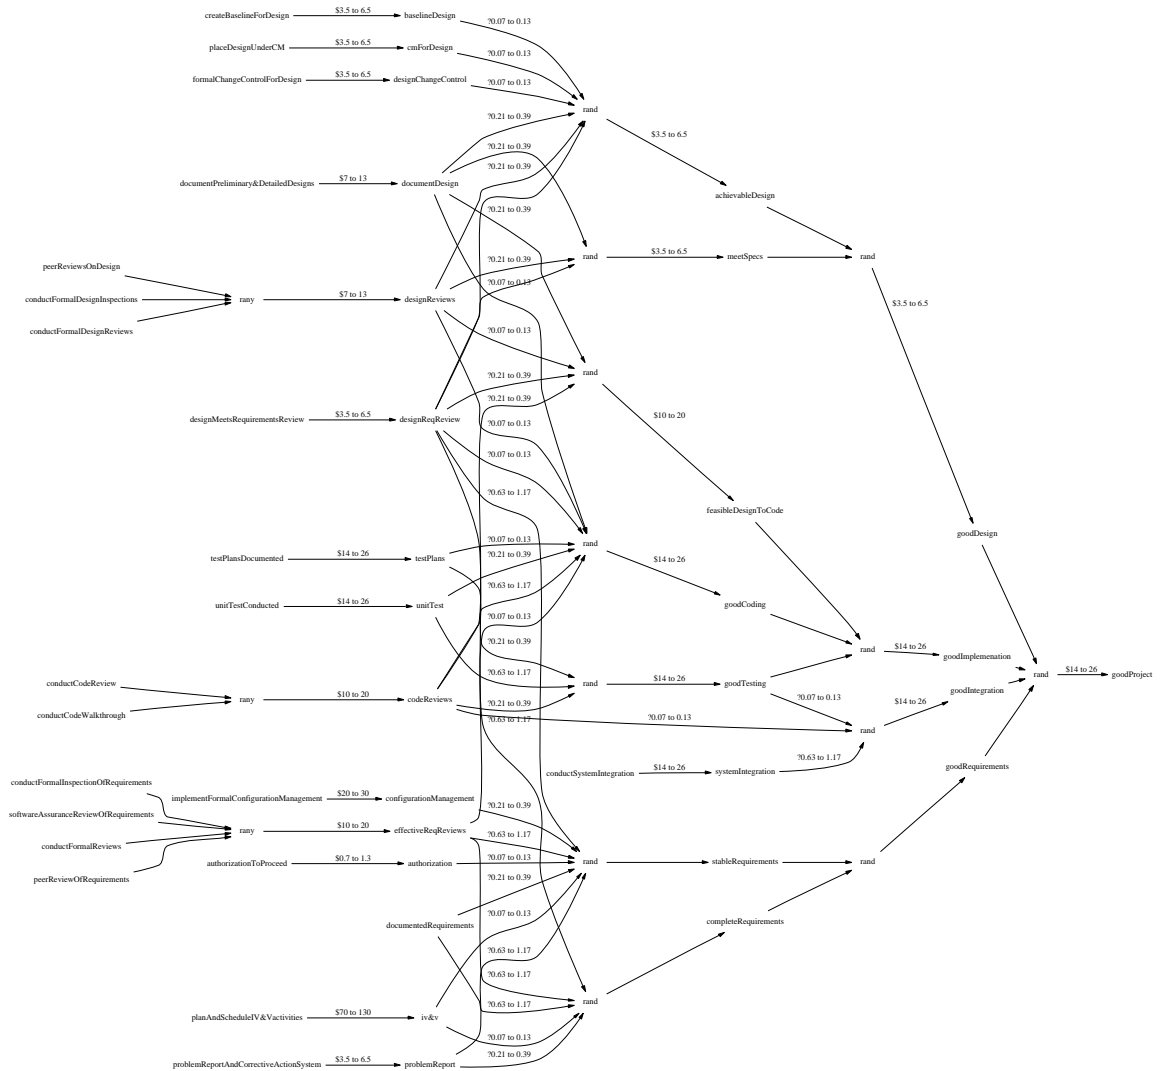 createBaselineForDesign $3.5 to 6.5 baselineDesign ?0.07 to 0.13
placeDesignUnderCM $3.5 to 6.5 cmForDesign ?0.07 to 0.13
formalChangeControlForDesign $3.5 to 6.5 designChangeControl ?0.07 to 0.13
rand
?0.21 to 0.39
$3.5 to 6.5
?0.21 to 0.39
?0.21 to 0.39
documentPreliminary&DetailedDesigns $7 to 13 documentDesign
achievableDesign
?0.21 to 0.39
rand $3.5 to 6.5 meetSpecs rand
?0.21 to 0.39
peerReviewsOnDesign
?0.07 to 0.13
conductFormalDesignInspections rany $7 to 13 designReviews
$3.5 to 6.5
conductFormalDesignReviews
?0.07 to 0.13
rand
?0.21 to 0.39
?0.21 to 0.39
$10 to 20
designMeetsRequirementsReview $3.5 to 6.5 designReqReview
?0.07 to 0.13
?0.07 to 0.13
?0.63 to 1.17
feasibleDesignToCode
goodDesign
?0.07 to 0.13
rand
testPlansDocumented $14 to 26 testPlans ?0.21 to 0.39
$14 to 26
?0.63 to 1.17
unitTestConducted $14 to 26 unitTest
goodCoding
?0.07 to 0.13
?0.21 to 0.39
rand $14 to 26 goodImplemenation
?0.63 to 1.17
rand $14 to 26 goodPoject
conductCodeReview
rand $14 to 26 goodTesting
goodIntegration
conductCodeWalkthrough rany $10 to 20 codeReviews ?0.21 to 0.39
?0.07 to 0.13
$14 to 26
?0.63 to 1.17 ?0.07 to 0.13
rand
?0.63 to 1.17
goodRequirements
conductSystemIntegration $14 to 26 systemIntegration
conductFormalInspectionOfRequirements
implementFormalConfigurationManagement $20 to 30 configurationManagement
?0.21 to 0.39
softwareAssuranceReviewOfRequirements
rany $10 to 20 effectiveReqReviews
?0.63 to 1.17
conductFormalReviews
authorizationToProceed $0.7 to 1.3 authorization ?0.07 to 0.13
rand stableRequirements rand
peerReviewOfRequirements
?0.21 to 0.39
?0.07 to 0.13
documentedRequirements
completeRequirements
?0.63 to 1.17
?0.63 to 1.17
?0.63 to 1.17
rand
planAndScheduleIV&Vactivities $70 to 130 iv&v
?0.07 to 0.13
?0.21 to 0.39
problemReportAndCorrectiveActionSystem $3.5 to 6.5 problemReport